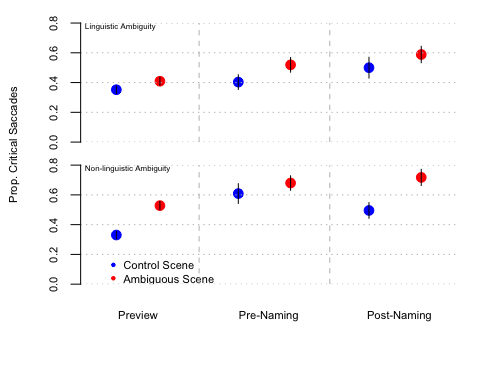 Prop. Critical Saccades
Linguistic Ambiguity
0.8
0.6
0.4
0.2
0.0
Non-linguistic Ambiguity
0.8
0.6
0.4
0.2
0.0
Control Scene
Ambiguous Scene
Preview Pre-Naming Post-Naming